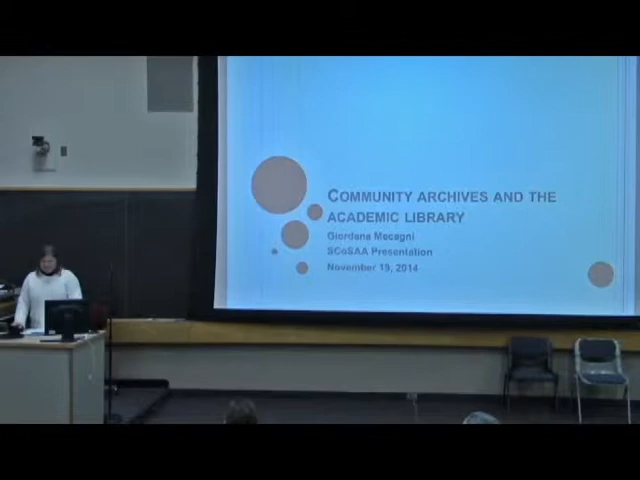 COMMUNITY ARCHIVES AND THE
ACADEMIC LIBRARY
Giordana Mecagni
SCoSAA Presentation
November 19, 2014